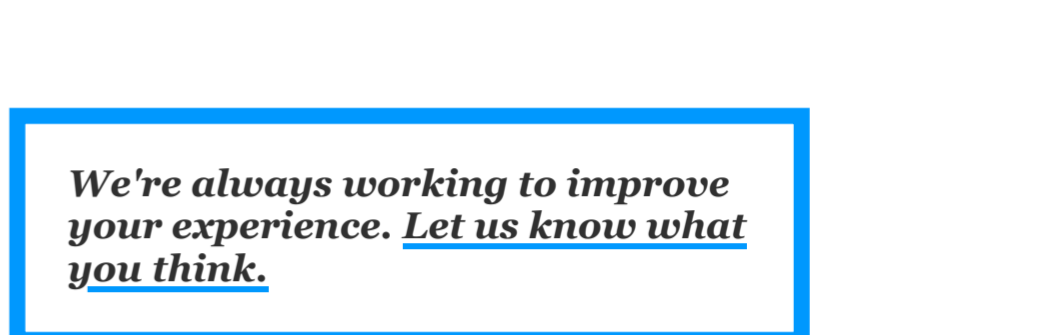 We're always working to improve
your experience. Let us know what
you think.